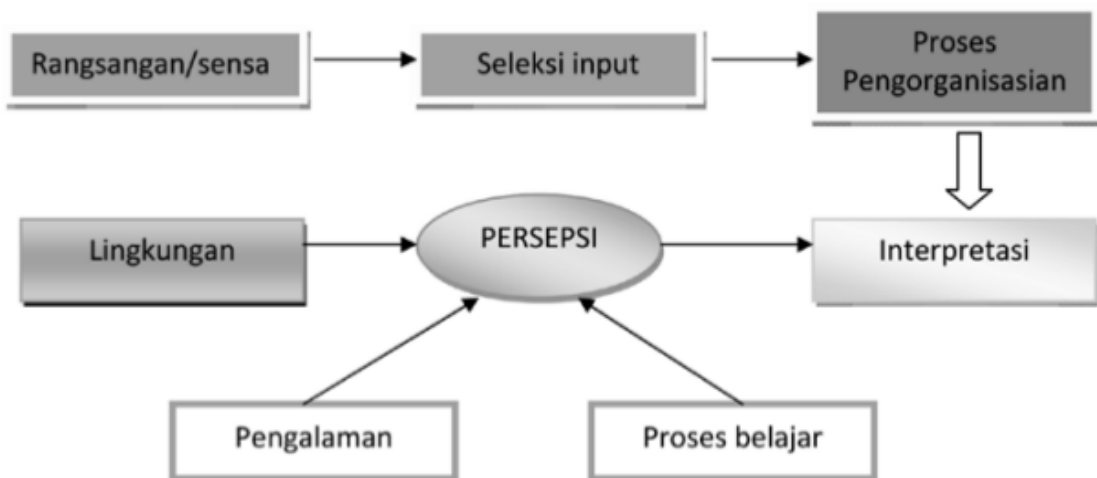 Rangsangan/sensa
Seleksi input
Proses
Pengorganisasian
Lingkungan
PERSEPSI
Interpretasi
Pengalaman
Proses belajar